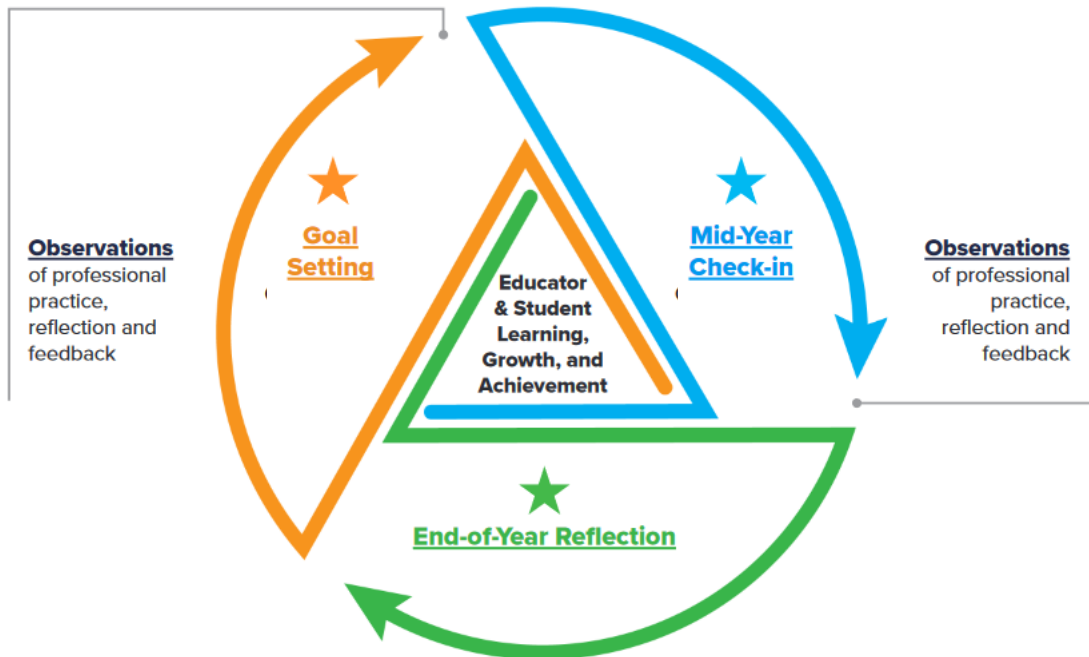 Observations
of professional
practice,
reflection and
feedback
Goal
Setting
Educator
& Student
Learning,
Growth, and
Achievement
Mid-Year
Check-in
Observations
of professional
practice,
reflection and
feedback
End-of-Year Reflection